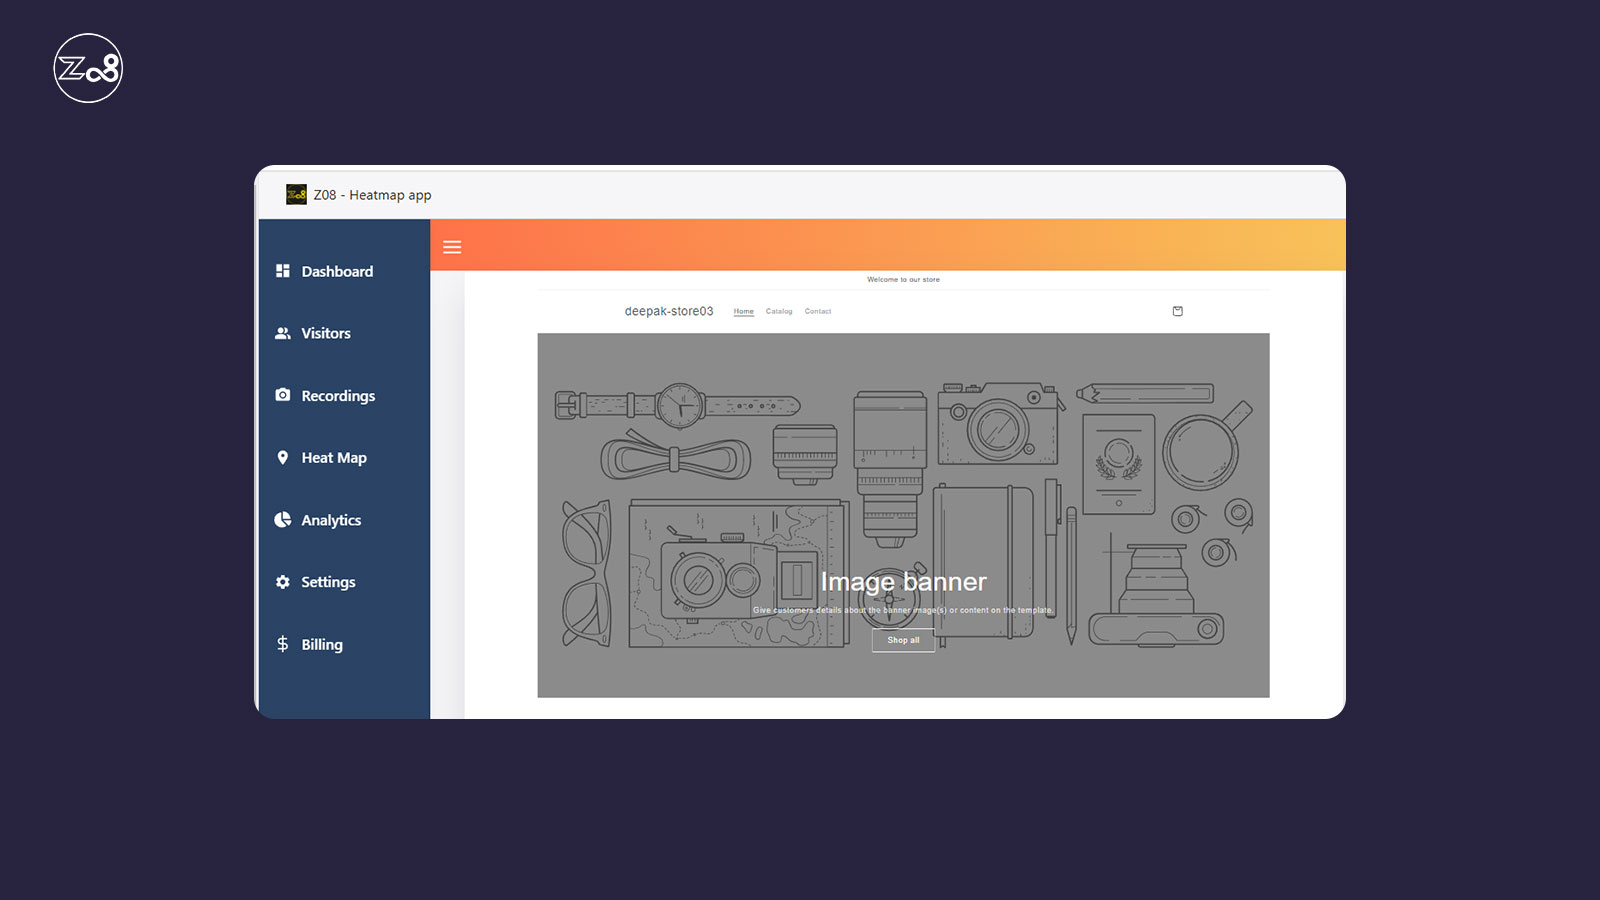 Z08
Z08 - Heatmap app
Dashboard
Visitors
Recordings
Heat Map
Analytics
Settings
Billing
Welcome to our store
deepak-store03 Home Catalog Contact
Image banner
Give customers details about the banner image(s) or content on the template.
Shop all